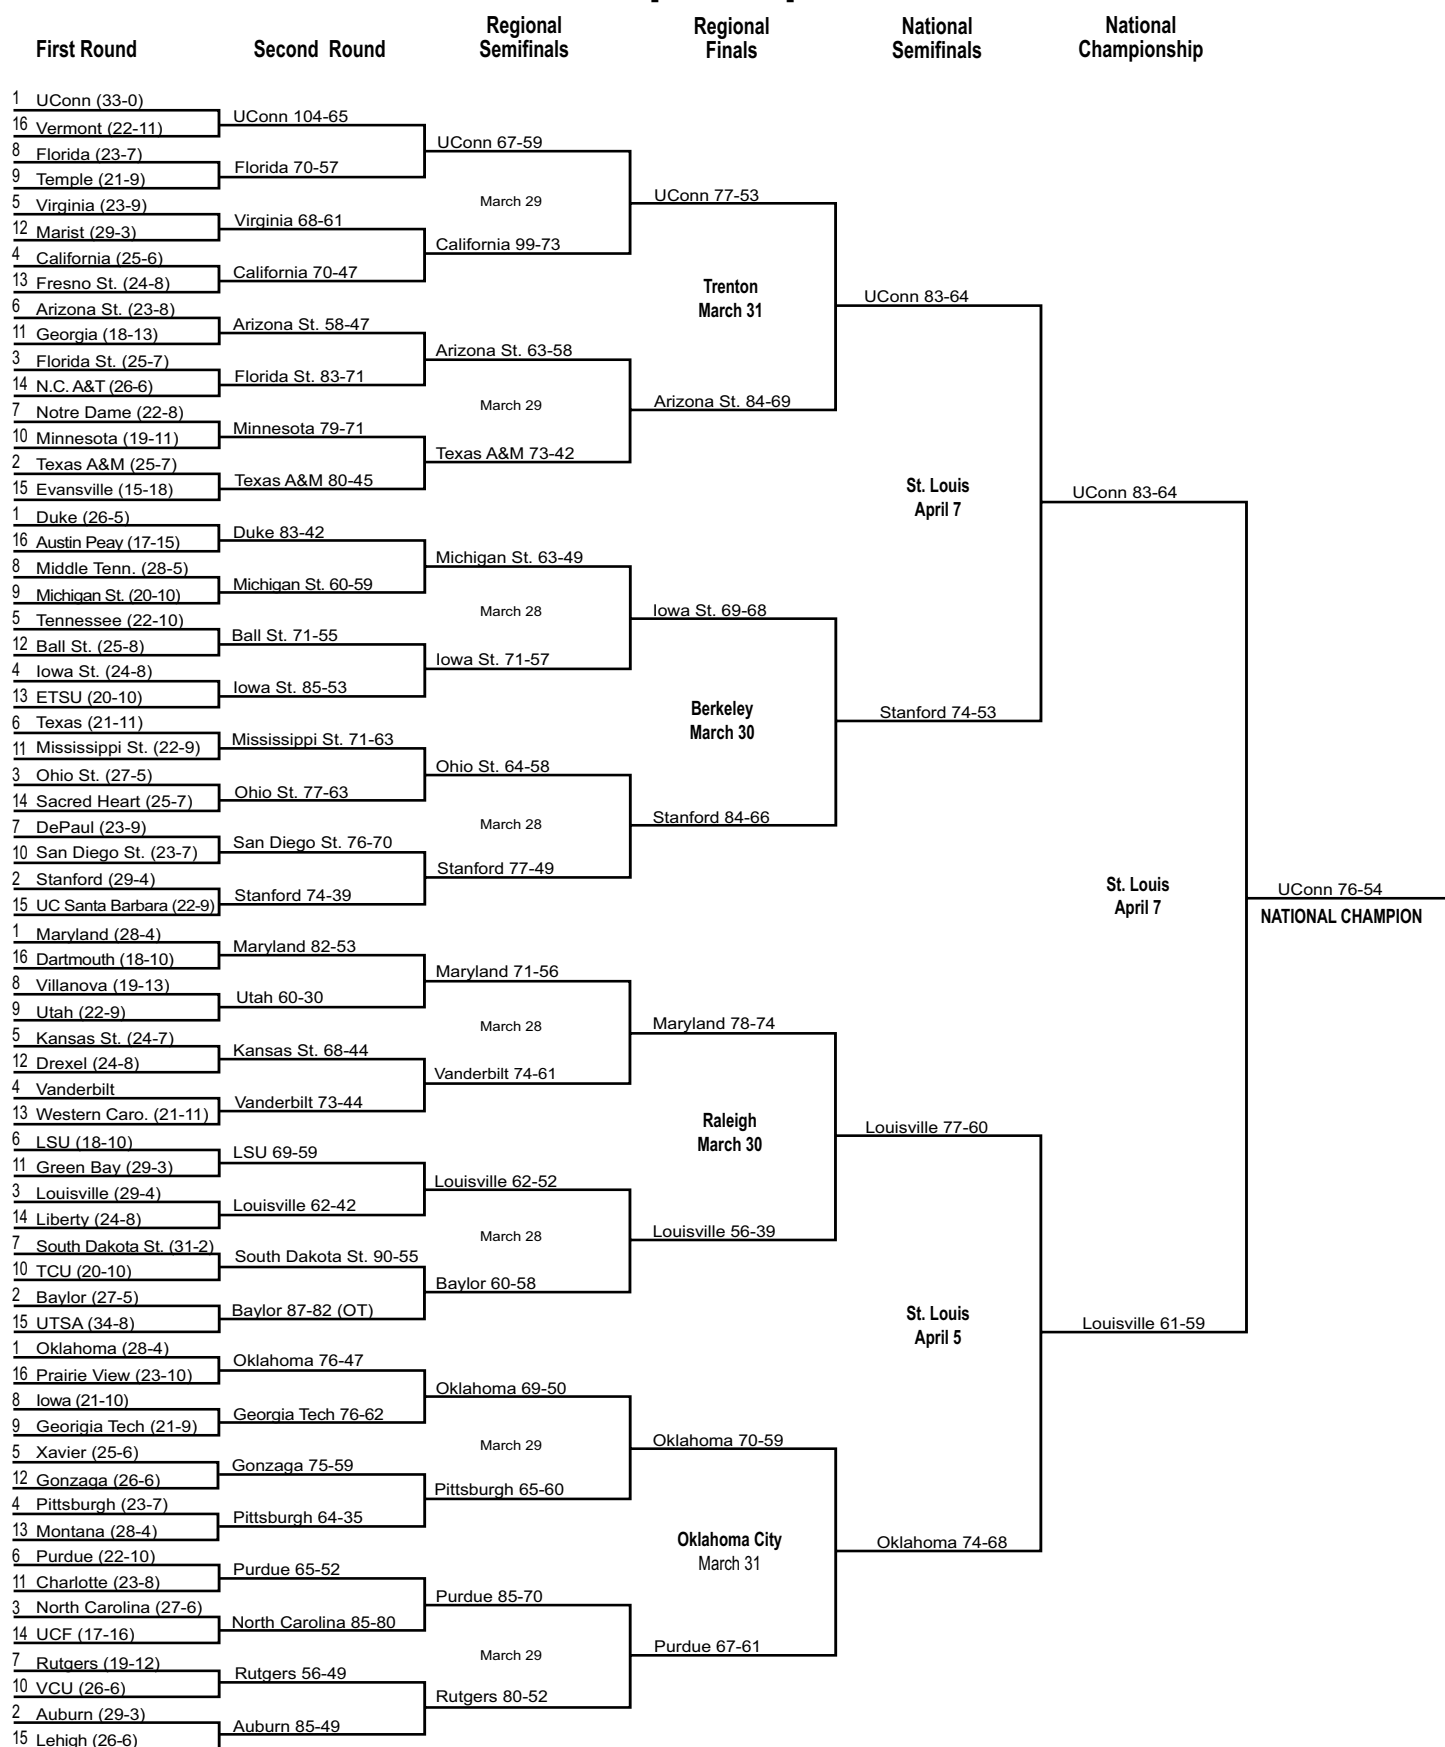 Regional
Semifinals
Regional
Finals
National
Semifinals
National
Championship
First Round
Second Round
1 UConn (33-0)
16 Vermont (22-11)
8 Florida (23-7)
9 Temple (21-9)
5 Virginia (23-9)
12 Marist (29-3)
4 California (25-6)
13 Fresno St. (24-8)
6 Arizona St. (23-8)
11 Georgia (18-13)
3 Florida St. (25-7)
14 N.C. A&T (26-6)
7 Notre Dame (22-8)
10 Minnesota (19-11)
2 Texas A&M (25-7)
15 Evansville (15-18)
1 Duke (26-5)
16 Austin Peay (17-15)
8 Middle Tenn. (28-5)
9 Michigan St. (20-10)
5 Tennessee (22-10)
12 Ball St. (25-8)
4 Iowa St. (24-8)
13 ETSU (20-10)
6 Texas (21-11)
11 Mississippi St. (22-9)
3 Ohio St. (27-5)
14 Sacred Heart (25-7)
7 DePaul (23-9)
10 San Diego St. (23-7)
2 Stanford (29-4)
15 UC Santa Barbara (22-9)
1 Maryland (28-4)
16 Dartmouth (18-10)
8 Villanova (19-13)
9 Utah (22-9)
5 Kansas St. (24-7)
12 Drexel (24-8)
4 Vanderbilt
13 Western Caro. (21-11)
6 LSU (18-10)
11 Green Bay (29-3)
3 Louisville (29-4)
14 Liberty (24-8)
7 South Dakota St. (31-2)
10 TCU (20-10)
2 Baylor (27-5)
15 UTSA (34-8)
1 Oklahoma (28-4)
16 Prairie View (23-10)
8 Iowa (21-10)
9 Georigia Tech (21-9)
5 Xavier (25-6)
12 Gonzaga (26-6)
4 Pittsburgh (23-7)
13 Montana (28-4)
6 Purdue (22-10)
11 Charlotte (23-8)
3 North Carolina (27-6)
14 UCF (17-16)
7 Rutgers (19-12)
10 VCU (26-6)
2 Auburn (29-3)
15 Lehigh (26-6)
UConn 104-65
Florida 70-57
Virginia 68-61
California 70-47
Arizona St. 58-47
Florida St. 83-71
Minnesota 79-71
Texas A&M 80-45
Duke 83-42
Michigan St. 60-59
Ball St. 71-55
Iowa St. 85-53
Mississippi St. 71-63
Ohio St. 77-63
San Diego St. 76-70
Stanford 74-39
Maryland 82-53
Utah 60-30
Kansas St. 68-44
Vanderbilt 73-44
LSU 69-59
Louisville 62-42
South Dakota St. 90-55
Baylor 87-82 (OT)
Oklahoma 76-47
Georgia Tech 76-62
Gonzaga 75-59
Pittsburgh 64-35
Purdue 65-52
North Carolina 85-80
Rutgers 56-49
Auburn 85-49
UConn 67-59
March 29
California 99-73
Arizona St. 63-58
March 29
Texas A&M 73-42
Michigan St. 63-49
March 28
Iowa St. 71-57
Ohio St. 64-58
March 28
Stanford 77-49
Maryland 71-56
March 28
Vanderbilt 74-61
Louisville 62-52
March 28
Baylor 60-58
Oklahoma 69-50
March 29
Pittsburgh 65-60
Purdue 85-70
March 29
Rutgers 80-52
UConn 77-53
Trenton
March 31
Arizona St. 84-69
Iowa St. 69-68
Berkeley
March 30
Stanford 84-66
Maryland 78-74
Raleigh
March 30
Louisville 56-39
Oklahoma 70-59
Oklahoma City
March 31
Purdue 67-61
UConn 83-64
St. Louis
April 7
Stanford 74-53
Louisville 77-60
St. Louis
April 5
Oklahoma 74-68
UConn 83-64
St. Louis
April 7
Louisville 61-59
UConn 76-54
NATIONAL CHAMPION